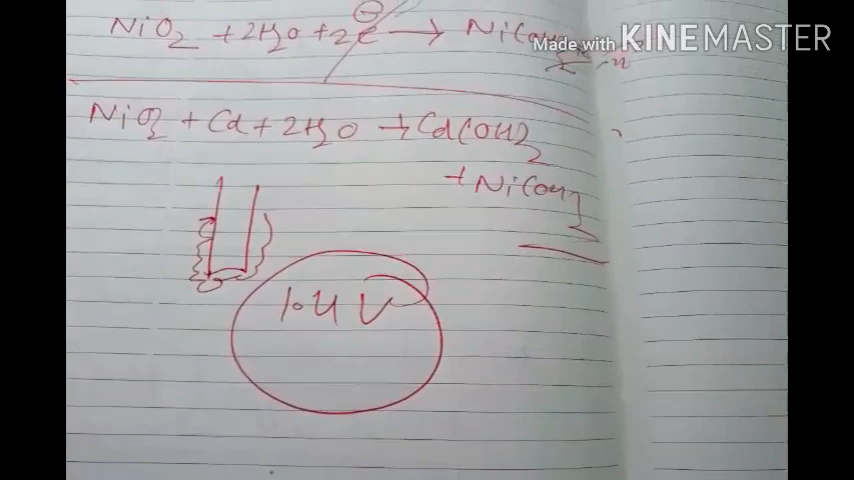 NiO2 + 2H2O + 2e⊖ → Ni(OH)2
Made with KINEMASTER
NiO2 + Cd + 2H2O → Cd(OH)2
+ Ni(OH)2
1.4 V